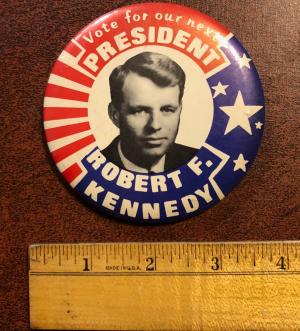 Vote for our next
PRESIDENT
ROBERT F.
KENNEDY
1 MADE IN U.S.A. 2 3 4